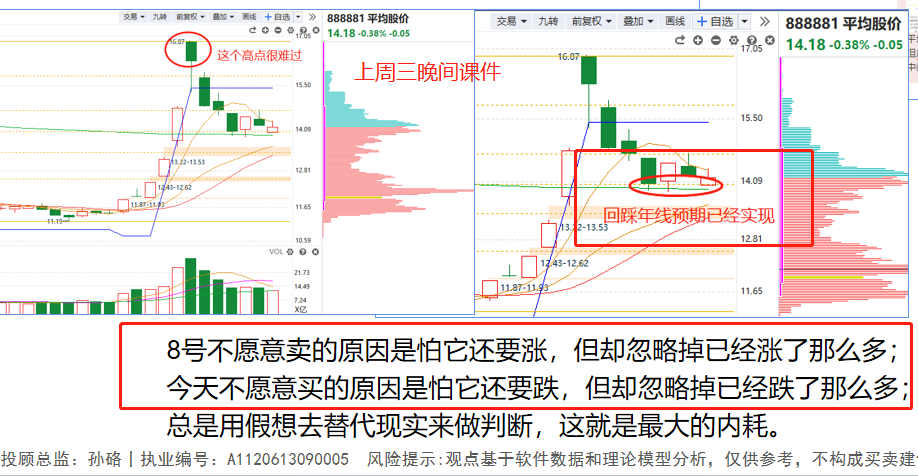 交易 九转 前复权 叠加 画线 自选
888881 平均股价
14.18 -0.38% -0.05
17.05
16.07
这个高点很难过
15.50
14.09
13.22-13.53
12.81
12.43-12.62
11.87-11.93
11.65
11.19
10.59
VOL
21.73
14.49
7.24
X亿
上周三晚间课件
交易 九转 前复权 叠加 画线 自选
888881 平均股价
14.18 -0.38% -0.05
17.05
16.07
15.50
14.09
回踩年线预期已经实现
13.22-13.53
12.81
12.43-12.62
11.87-11.93
11.65
8号不愿意卖的原因是怕它还要涨，但却忽略掉已经涨了那么多；
今天不愿意买的原因是怕它还要跌，但却忽略掉已经跌了那么多；
总是用假想去替代现实来做判断，这就是最大的内耗。
投顾总监：孙硌丨执业编号：A1120613090005 风险提示:观点基于软件数据和理论模型分析，仅供参考，不构成买卖建